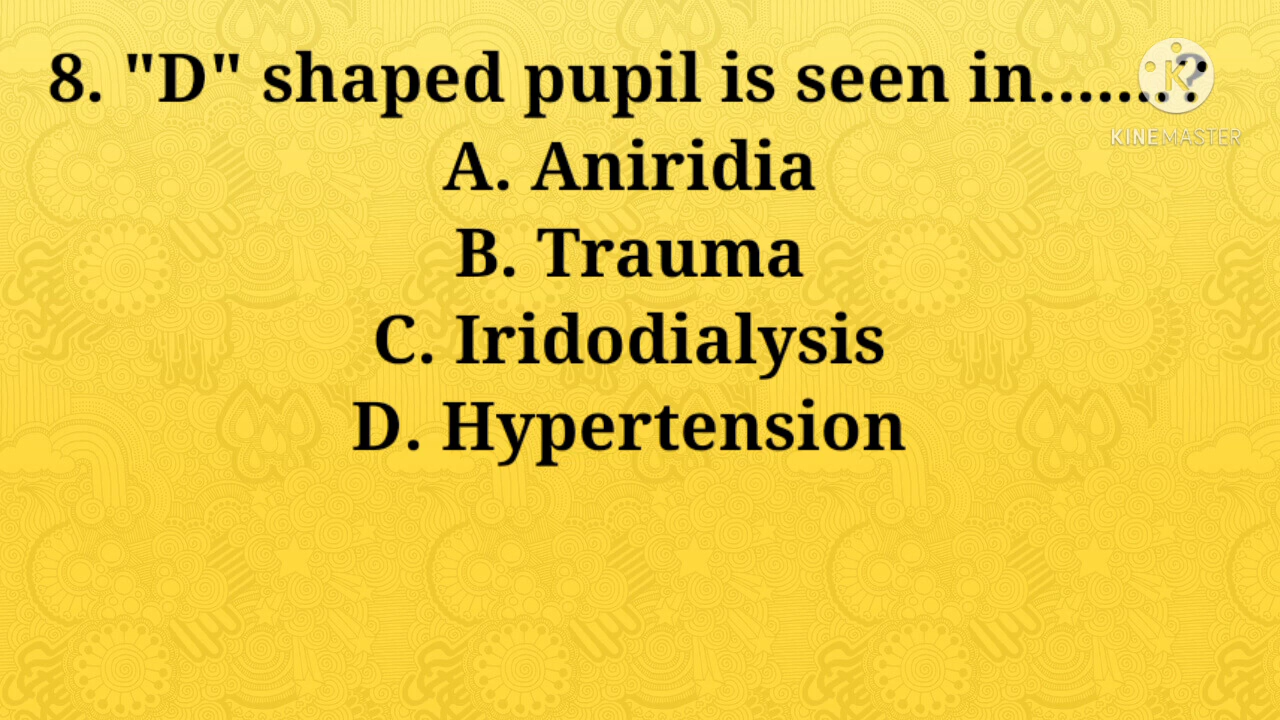 8. "D" shaped pupil is seen in.......?
A. Aniridia
B. Trauma
C. Iridodialysis
D. Hypertension
K
KINEMASTER